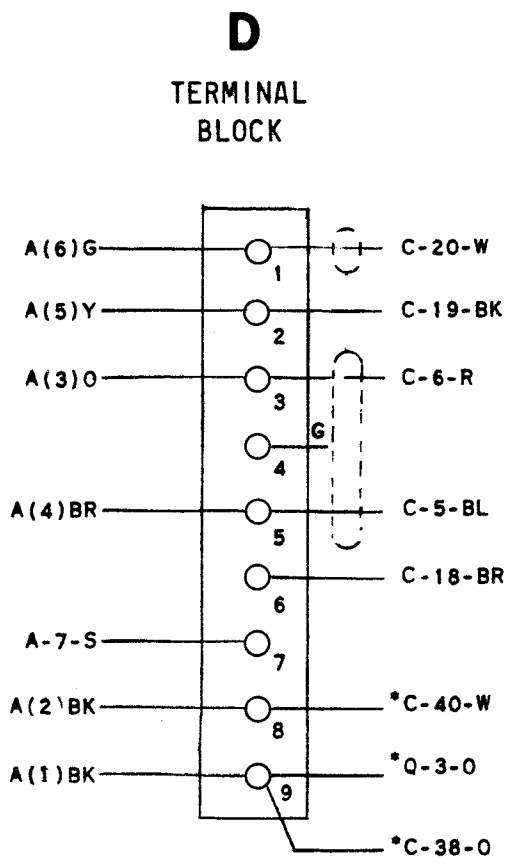 D
TERMINAL
BLOCK
A(6)G 1 C-20-W
A(5)Y 2 C-19-BK
A(3)O 3 C-6-R
4 G
A(4)BR 5 C-5-BL
6 C-18-BR
A-7-S 7
A(2)BK 8 *C-40-W
A(1)BK 9 *Q-3-O
*C-38-O